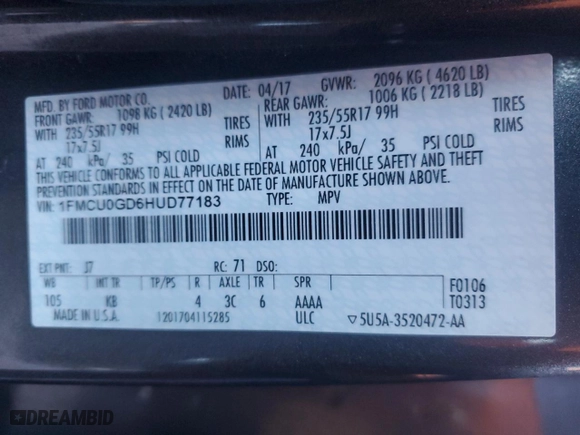 MFD. BY FORD MOTOR CO. DATE: 04/17 GVWR: 2096 KG ( 4620 LB)
FRONT GAWR: 1098 KG ( 2420 LB) REAR GAWR: 1006 KG ( 2218 LB)
WITH 235/55R17 99H TIRES WITH 235/55R17 99H TIRES
17x7.5J RIMS 17x7.5J RIMS
AT 240 kPa/ 35 PSI COLD AT 240 kPa/ 35 PSI COLD
THIS VEHICLE CONFORMS TO ALL APPLICABLE FEDERAL MOTOR VEHICLE SAFETY AND THEFT
PREVENTION STANDARDS IN EFFECT ON THE DATE OF MANUFACTURE SHOWN ABOVE.
VIN: 1FMCU0GD6HUD77183 TYPE: MPV
EXT PNT: J7 RC: 71 DSO:
WB INT TR TP/PS R AXLE TR SPR F0106
105 KB 4 3C 6 AAAA T0313
MADE IN U.S.A. 1201704115285 ULC ▽5U5A-3520472-AA
DREAMBID